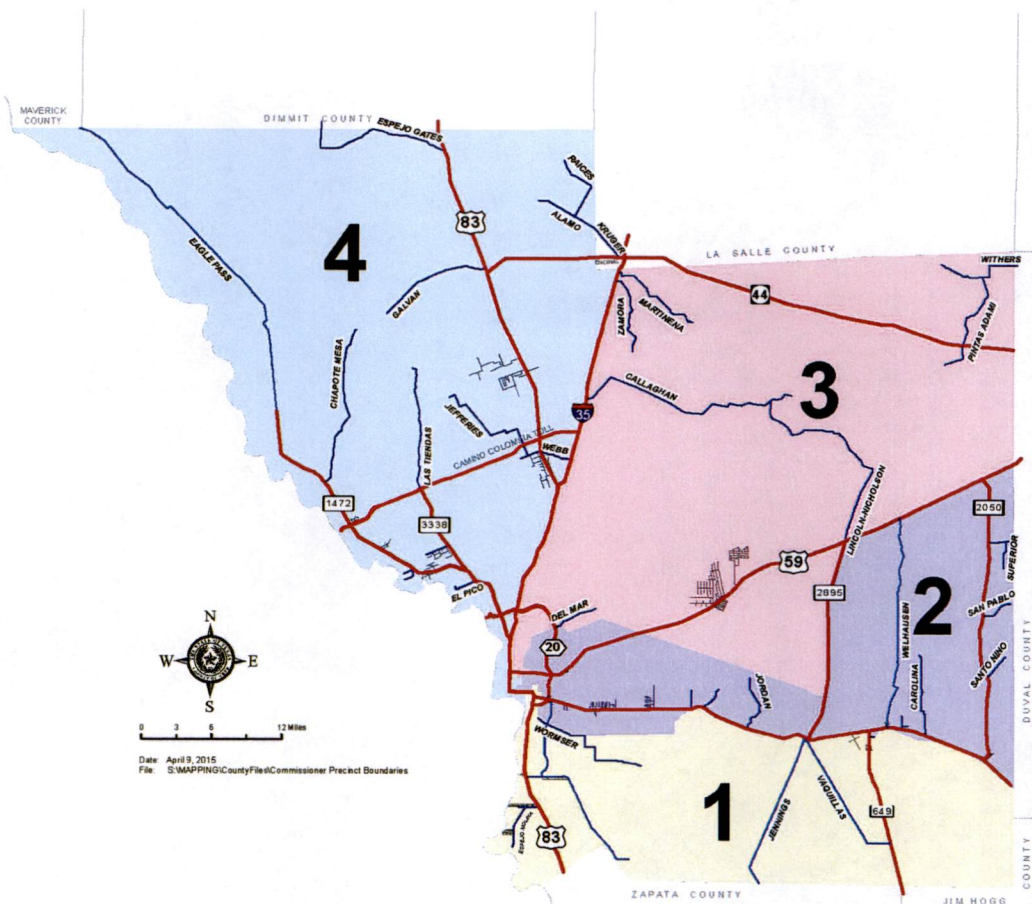 MAVERICK
COUNTY
DIMMIT COUNTY
ESPEJO GATES
RAICES
ALAMO
KRUGER
83
4
EAGLE PASS
LA SALLE COUNTY
WITHERS
ENCINAL
44
GALVAN
ZAMORA
MARTINENA
PINTAS ADAMI
CHAPOTE MESA
3
CALLAGHAN
35
JEFFERIES
LAS TIENDAS
CAMINO COLOMBIA TOLL
WEBB
LINCOLN-NICHOLSON
1472
3338
2050
SUPERIOR
59
EL PICO
2895
2
DEL MAR
SAN PABLO
WELHAUSEN
20
SANTO NINO
CAROLINA
JORDAN
DUVAL COUNTY
N
W
E
S
0 3 6 12 Miles
Date: April 9, 2015
File: S:\MAPPING\CountyFiles\Commissioner Precinct Boundaries
WORMSER
1
VAQUILLAS
JENNINGS
649
83
ESPEJO MOLINA
ZAPATA COUNTY
JIM HOGG
COUNTY